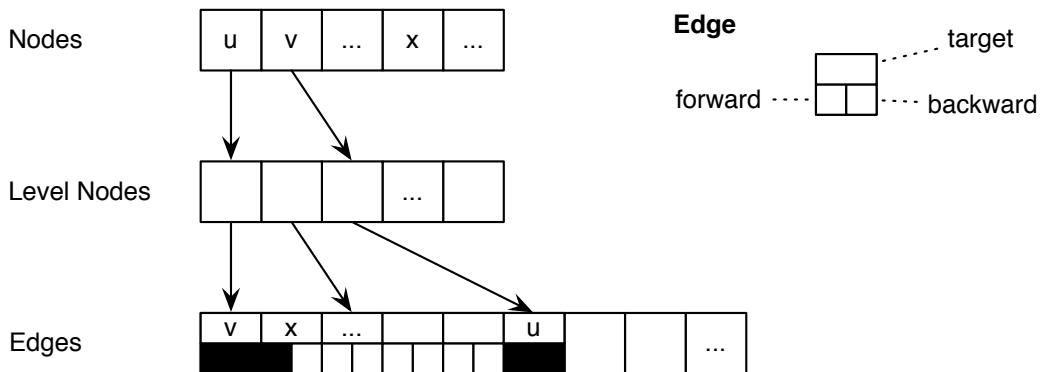 Nodes
u v ... x ...
Edge
target
forward
backward
Level Nodes
...
v x ... u
Edges
...